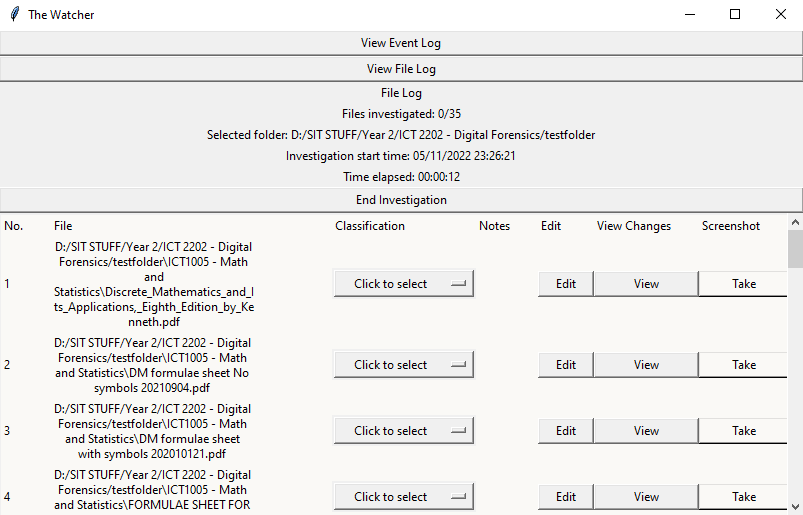 The Watcher
View Event Log
View File Log
File Log
Files investigated: 0/35
Selected folder: D:/SIT STUFF/Year 2/ICT 2202 - Digital Forensics/testfolder
Investigation start time: 05/11/2022 23:26:21
Time elapsed: 00:00:12
End Investigation
No. File Classification Notes Edit View Changes Screenshot
D:/SIT STUFF/Year 2/ICT 2202 - Digital
Forensics/testfolder\ICT1005 - Math
and
1 Statistics\Discrete_Mathematics_and_I Click to select Edit View Take
ts_Applications,_Eighth_Edition_by_Ke
nneth.pdf
D:/SIT STUFF/Year 2/ICT 2202 - Digital
Forensics/testfolder\ICT1005 - Math
2 and Statistics\DM formulae sheet No Click to select Edit View Take
symbols 20210904.pdf
D:/SIT STUFF/Year 2/ICT 2202 - Digital
Forensics/testfolder\ICT1005 - Math
3 and Statistics\DM formulae sheet Click to select Edit View Take
with symbols 202010121.pdf
D:/SIT STUFF/Year 2/ICT 2202 - Digital
4 Forensics/testfolder\ICT1005 - Math Click to select Edit View Take
and Statistics\FORMULAE SHEET FOR